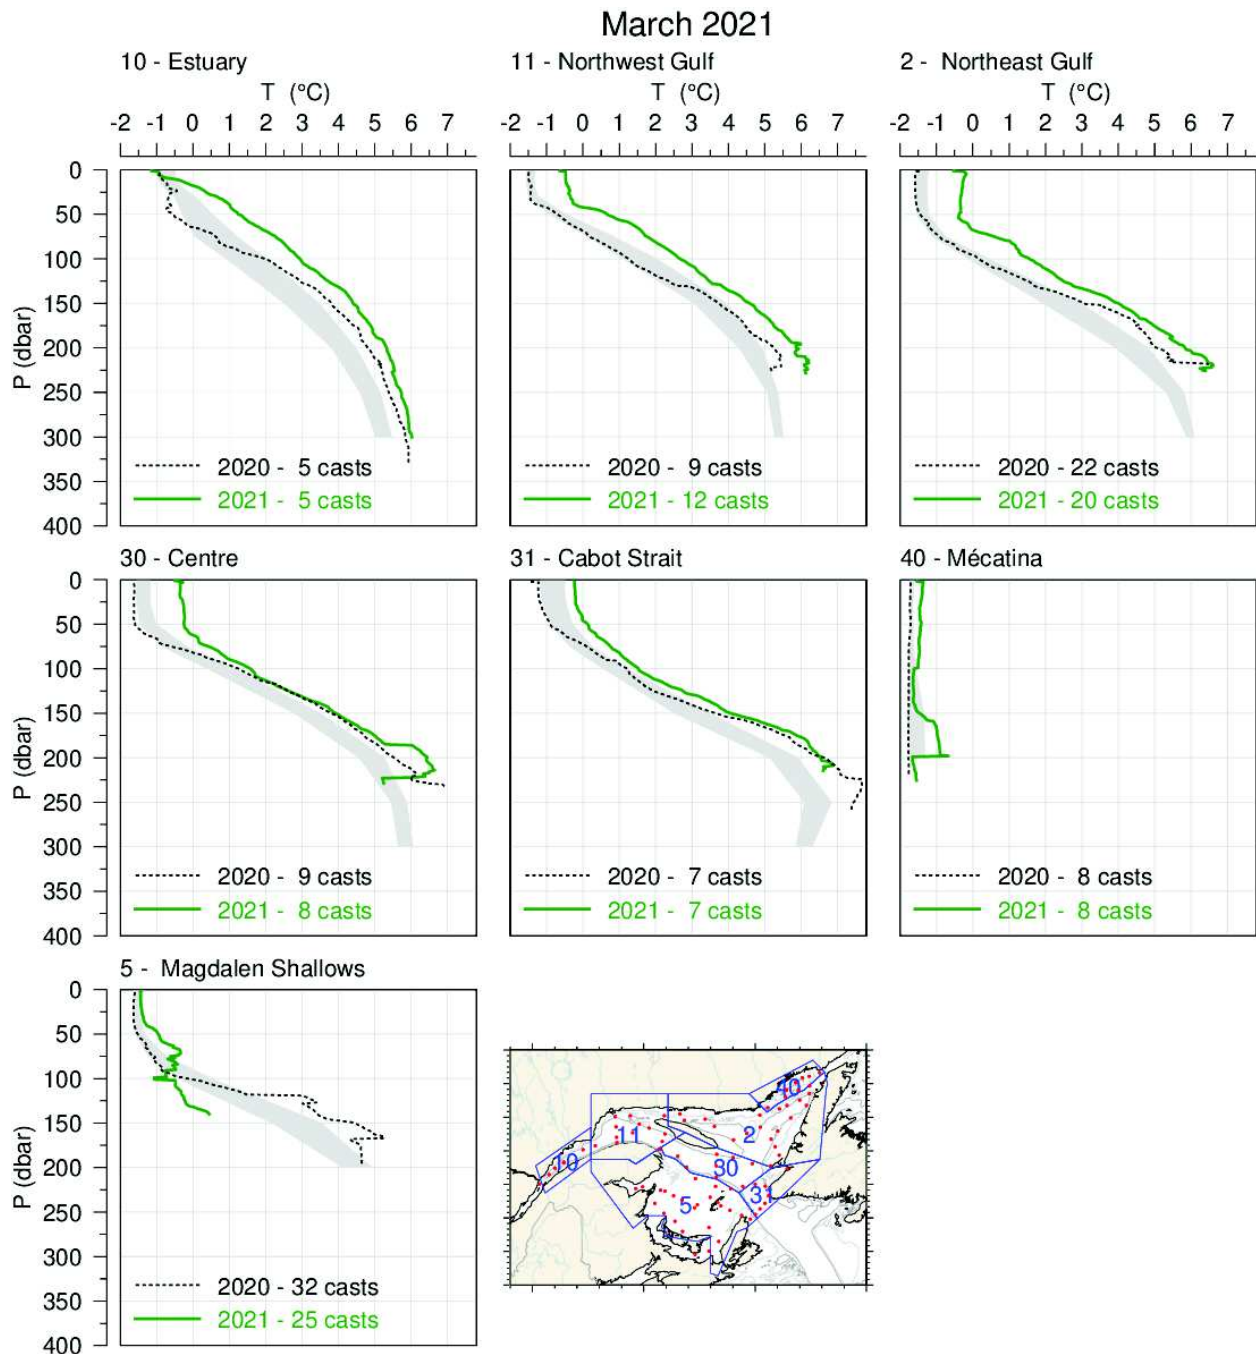 March 2021
10 - Estuary 11 - Northwest Gulf 2 - Northeast Gulf
T (°C) T (°C) T (°C)
-2 -1 0 1 2 3 4 5 6 7 -2 -1 0 1 2 3 4 5 6 7 -2 -1 0 1 2 3 4 5 6 7
0
50
100
150
P (dbar)
200
250
300
350
400
2020 - 5 casts
2021 - 5 casts
2020 - 9 casts
2021 - 12 casts
2020 - 22 casts
2021 - 20 casts
30 - Centre 31 - Cabot Strait 40 - Mécatina
0
50
100
150
P (dbar)
200
250
300
350
400
2020 - 9 casts
2021 - 8 casts
2020 - 7 casts
2021 - 7 casts
2020 - 8 casts
2021 - 8 casts
5 - Magdalen Shallows
0
50
100
150
P (dbar)
200
250
300
350
400
2020 - 32 casts
2021 - 25 casts
40
11
2
10
30
31
5